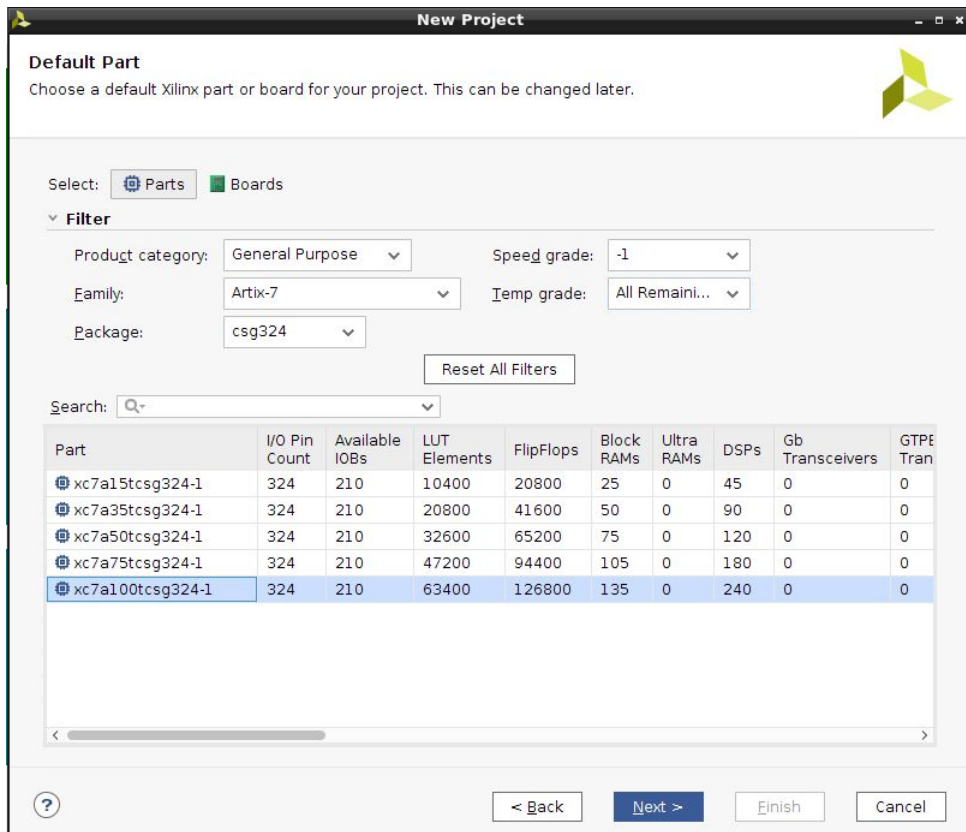 New Project
Default Part
Choose a default Xilinx part or board for your project. This can be changed later.
Select: Parts Boards
Filter
Product category: General Purpose Speed grade: -1
Family: Artix-7 Temp grade: All Remaini...
Package: csg324
Reset All Filters
Search:
Part I/O Pin Count Available IOBs LUT Elements FlipFlops Block RAMs Ultra RAMs DSPs Gb Transceivers GTPE Tran
xc7a15tcsg324-1 324 210 10400 20800 25 0 45 0 0
xc7a35tcsg324-1 324 210 20800 41600 50 0 90 0 0
xc7a50tcsg324-1 324 210 32600 65200 75 0 120 0 0
xc7a75tcsg324-1 324 210 47200 94400 105 0 180 0 0
xc7a100tcsg324-1 324 210 63400 126800 135 0 240 0 0
? < Back Next > Finish Cancel